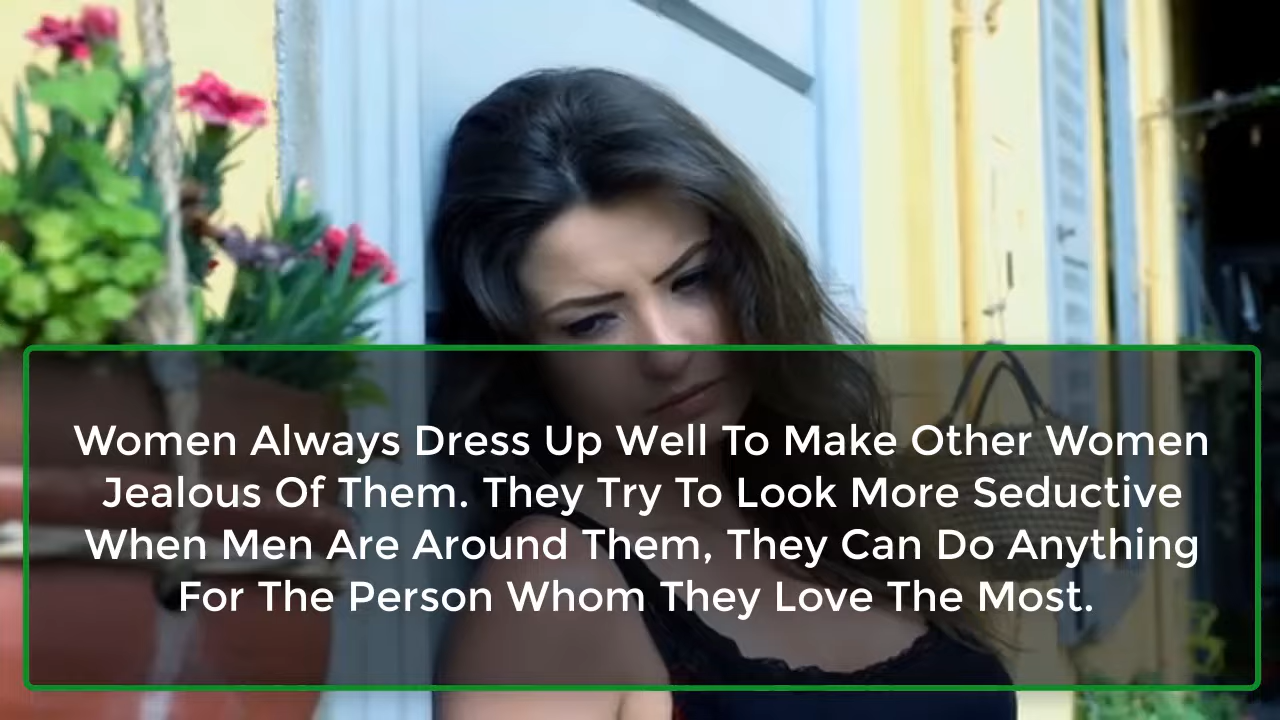 Women Always Dress Up Well To Make Other Women
Jealous Of Them. They Try To Look More Seductive
When Men Are Around Them, They Can Do Anything
For The Person Whom They Love The Most.